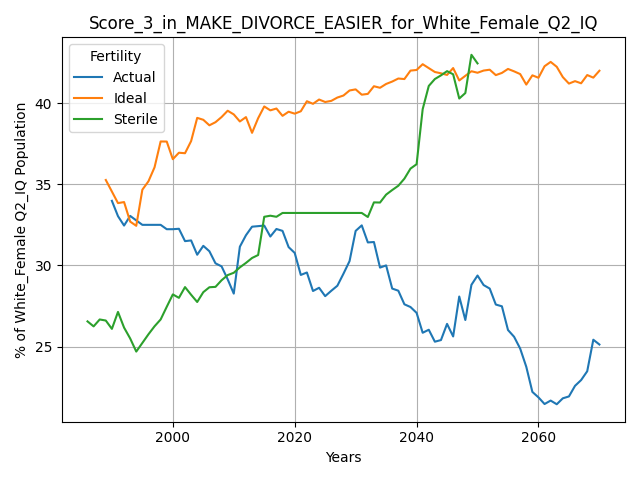 Score_3_in_MAKE_DIVORCE_EASIER_for_White_Female_Q2_IQ
Fertility
Actual
Ideal
Sterile
% of White_Female Q2_IQ Population
40
35
30
25
2000
2020
2040
2060
Years